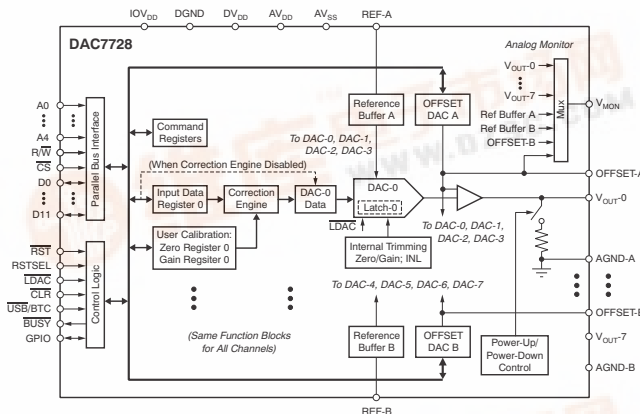 IOVDD DGND DVDD AVDD AVSS REF-A
DAC7728
Analog Monitor
VOUT-0
VOUT-7
Ref Buffer A
Ref Buffer B
OFFSET-B
Mux
VMON
A0
A4
R/W
CS
D0
D11
Parallel Bus Interface
Command
Registers
Reference
Buffer A
OFFSET
DAC A
To DAC-0, DAC-1,
DAC-2, DAC-3
(When Correction Engine Disabled)
Input Data
Register 0
Correction
Engine
DAC-0
Data
DAC-0
Latch-0
LDAC
OFFSET-A
VOUT-0
User Calibration:
Zero Register 0
Gain Regsiter 0
Internal Trimming
Zero/Gain; INL
To DAC-0, DAC-1,
DAC-2, DAC-3
AGND-A
RST
RSTSEL
LDAC
CLR
USB/BTC
BUSY
GPIO
Control Logic
To DAC-4, DAC-5, DAC-6, DAC-7
(Same Function Blocks
for All Channels)
Reference
Buffer B
OFFSET
DAC B
Power-Up/
Power-Down
Control
OFFSET-B
VOUT-7
AGND-B
REF-B